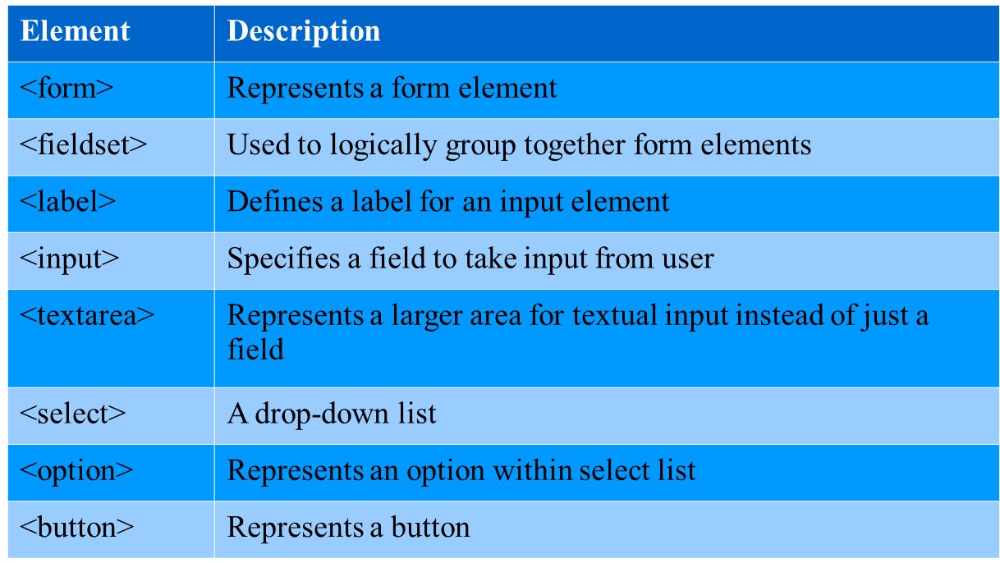 Element Description
<form> Represents a form element
<fieldset> Used to logically group together form elements
<label> Defines a label for an input element
<input> Specifies a field to take input from user
<textarea> Represents a larger area for textual input instead of just a
field
<select> A drop-down list
<option> Represents an option within select list
<button> Represents a button